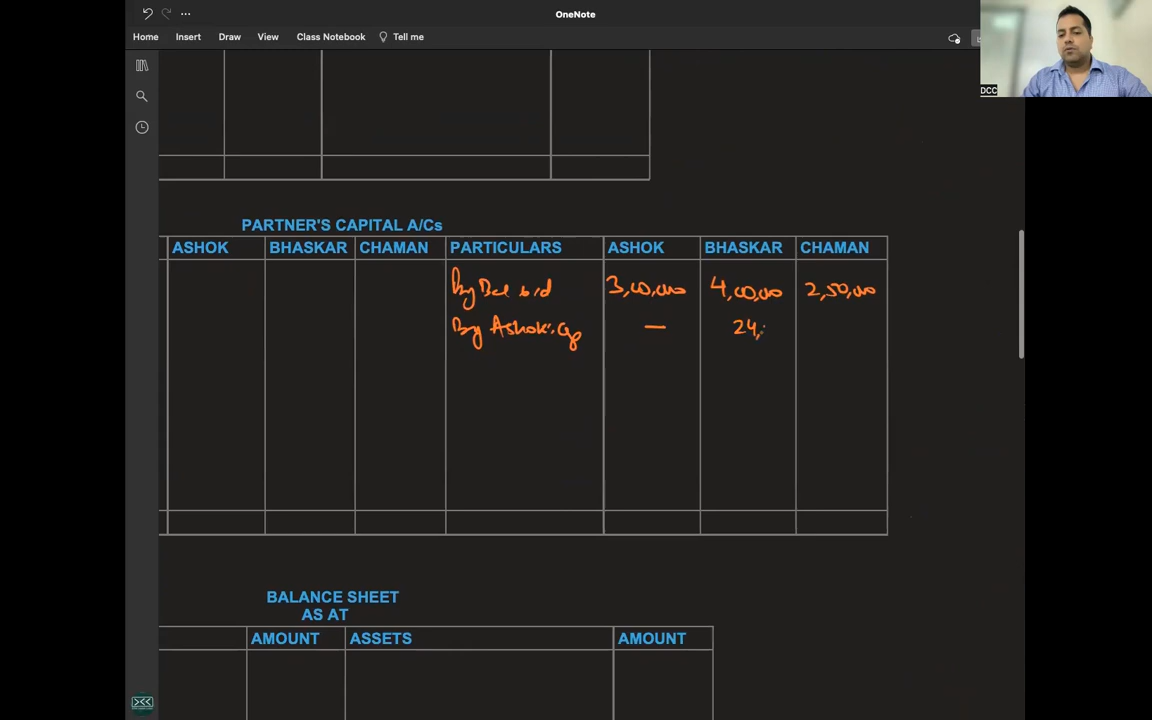 OneNote
Home Insert Draw View Class Notebook Tell me
DCC
PARTNER'S CAPITAL A/Cs
ASHOK BHASKAR CHAMAN PARTICULARS ASHOK BHASKAR CHAMAN
By Bal b/d 3,00,000 4,00,000 2,50,000
By Ashok's Cap — 24,
BALANCE SHEET
AS AT
AMOUNT ASSETS AMOUNT